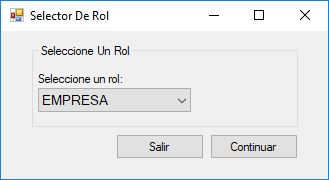 Selector De Rol
Seleccione Un Rol
Seleccione un rol:
EMPRESA
Salir
Continuar